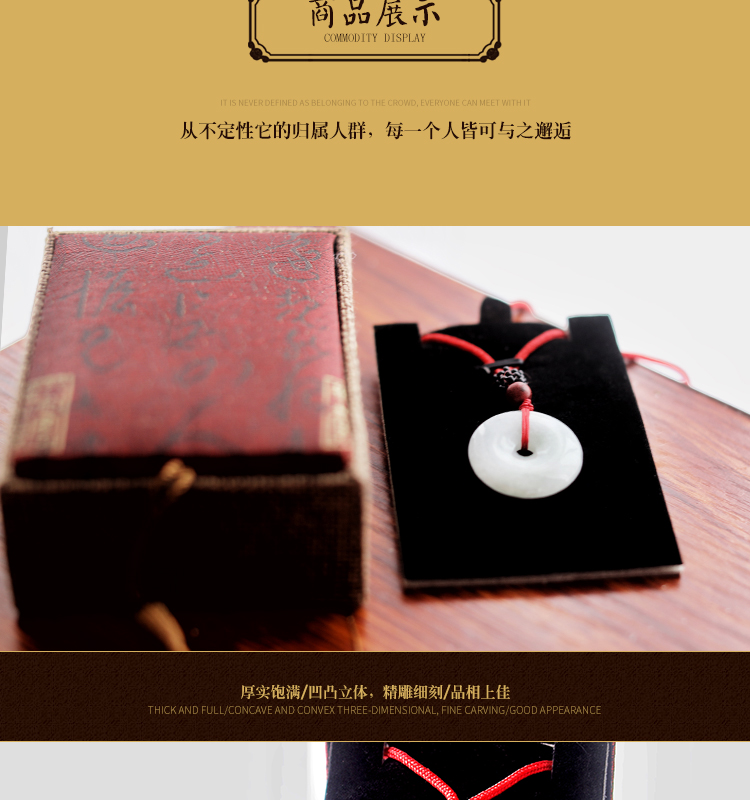 商品展示
COMMODITY DISPLAY
IT IS NEVER DEFINED AS BELONGING TO THE CROWD, EVERYONE CAN MEET WITH IT
从不定性它的归属人群，每一个人皆可与之邂逅
厚实饱满/凹凸立体，精雕细刻/品相上佳
THICK AND FULL/CONCAVE AND CONVEX THREE-DIMENSIONAL, FINE CARVING/GOOD APPEARANCE